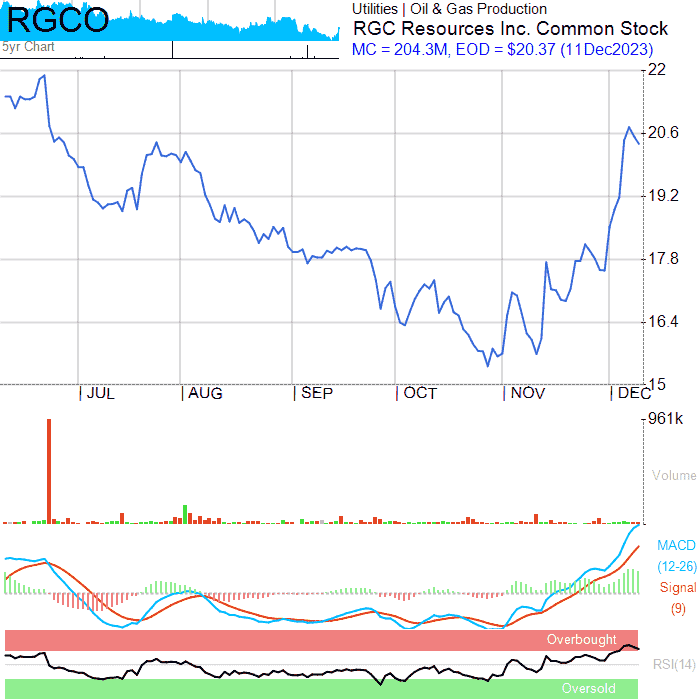 RGCO
5yr Chart
Utilities | Oil & Gas Production
RGC Resources Inc. Common Stock
MC = 204.3M, EOD = $20.37 (11Dec2023)
22
20.6
19.2
17.8
16.4
15
JUL AUG SEP OCT NOV DEC
961k
Volume
MACD
(12-26)
Signal
(9)
Overbought
RSI(14)
Oversold